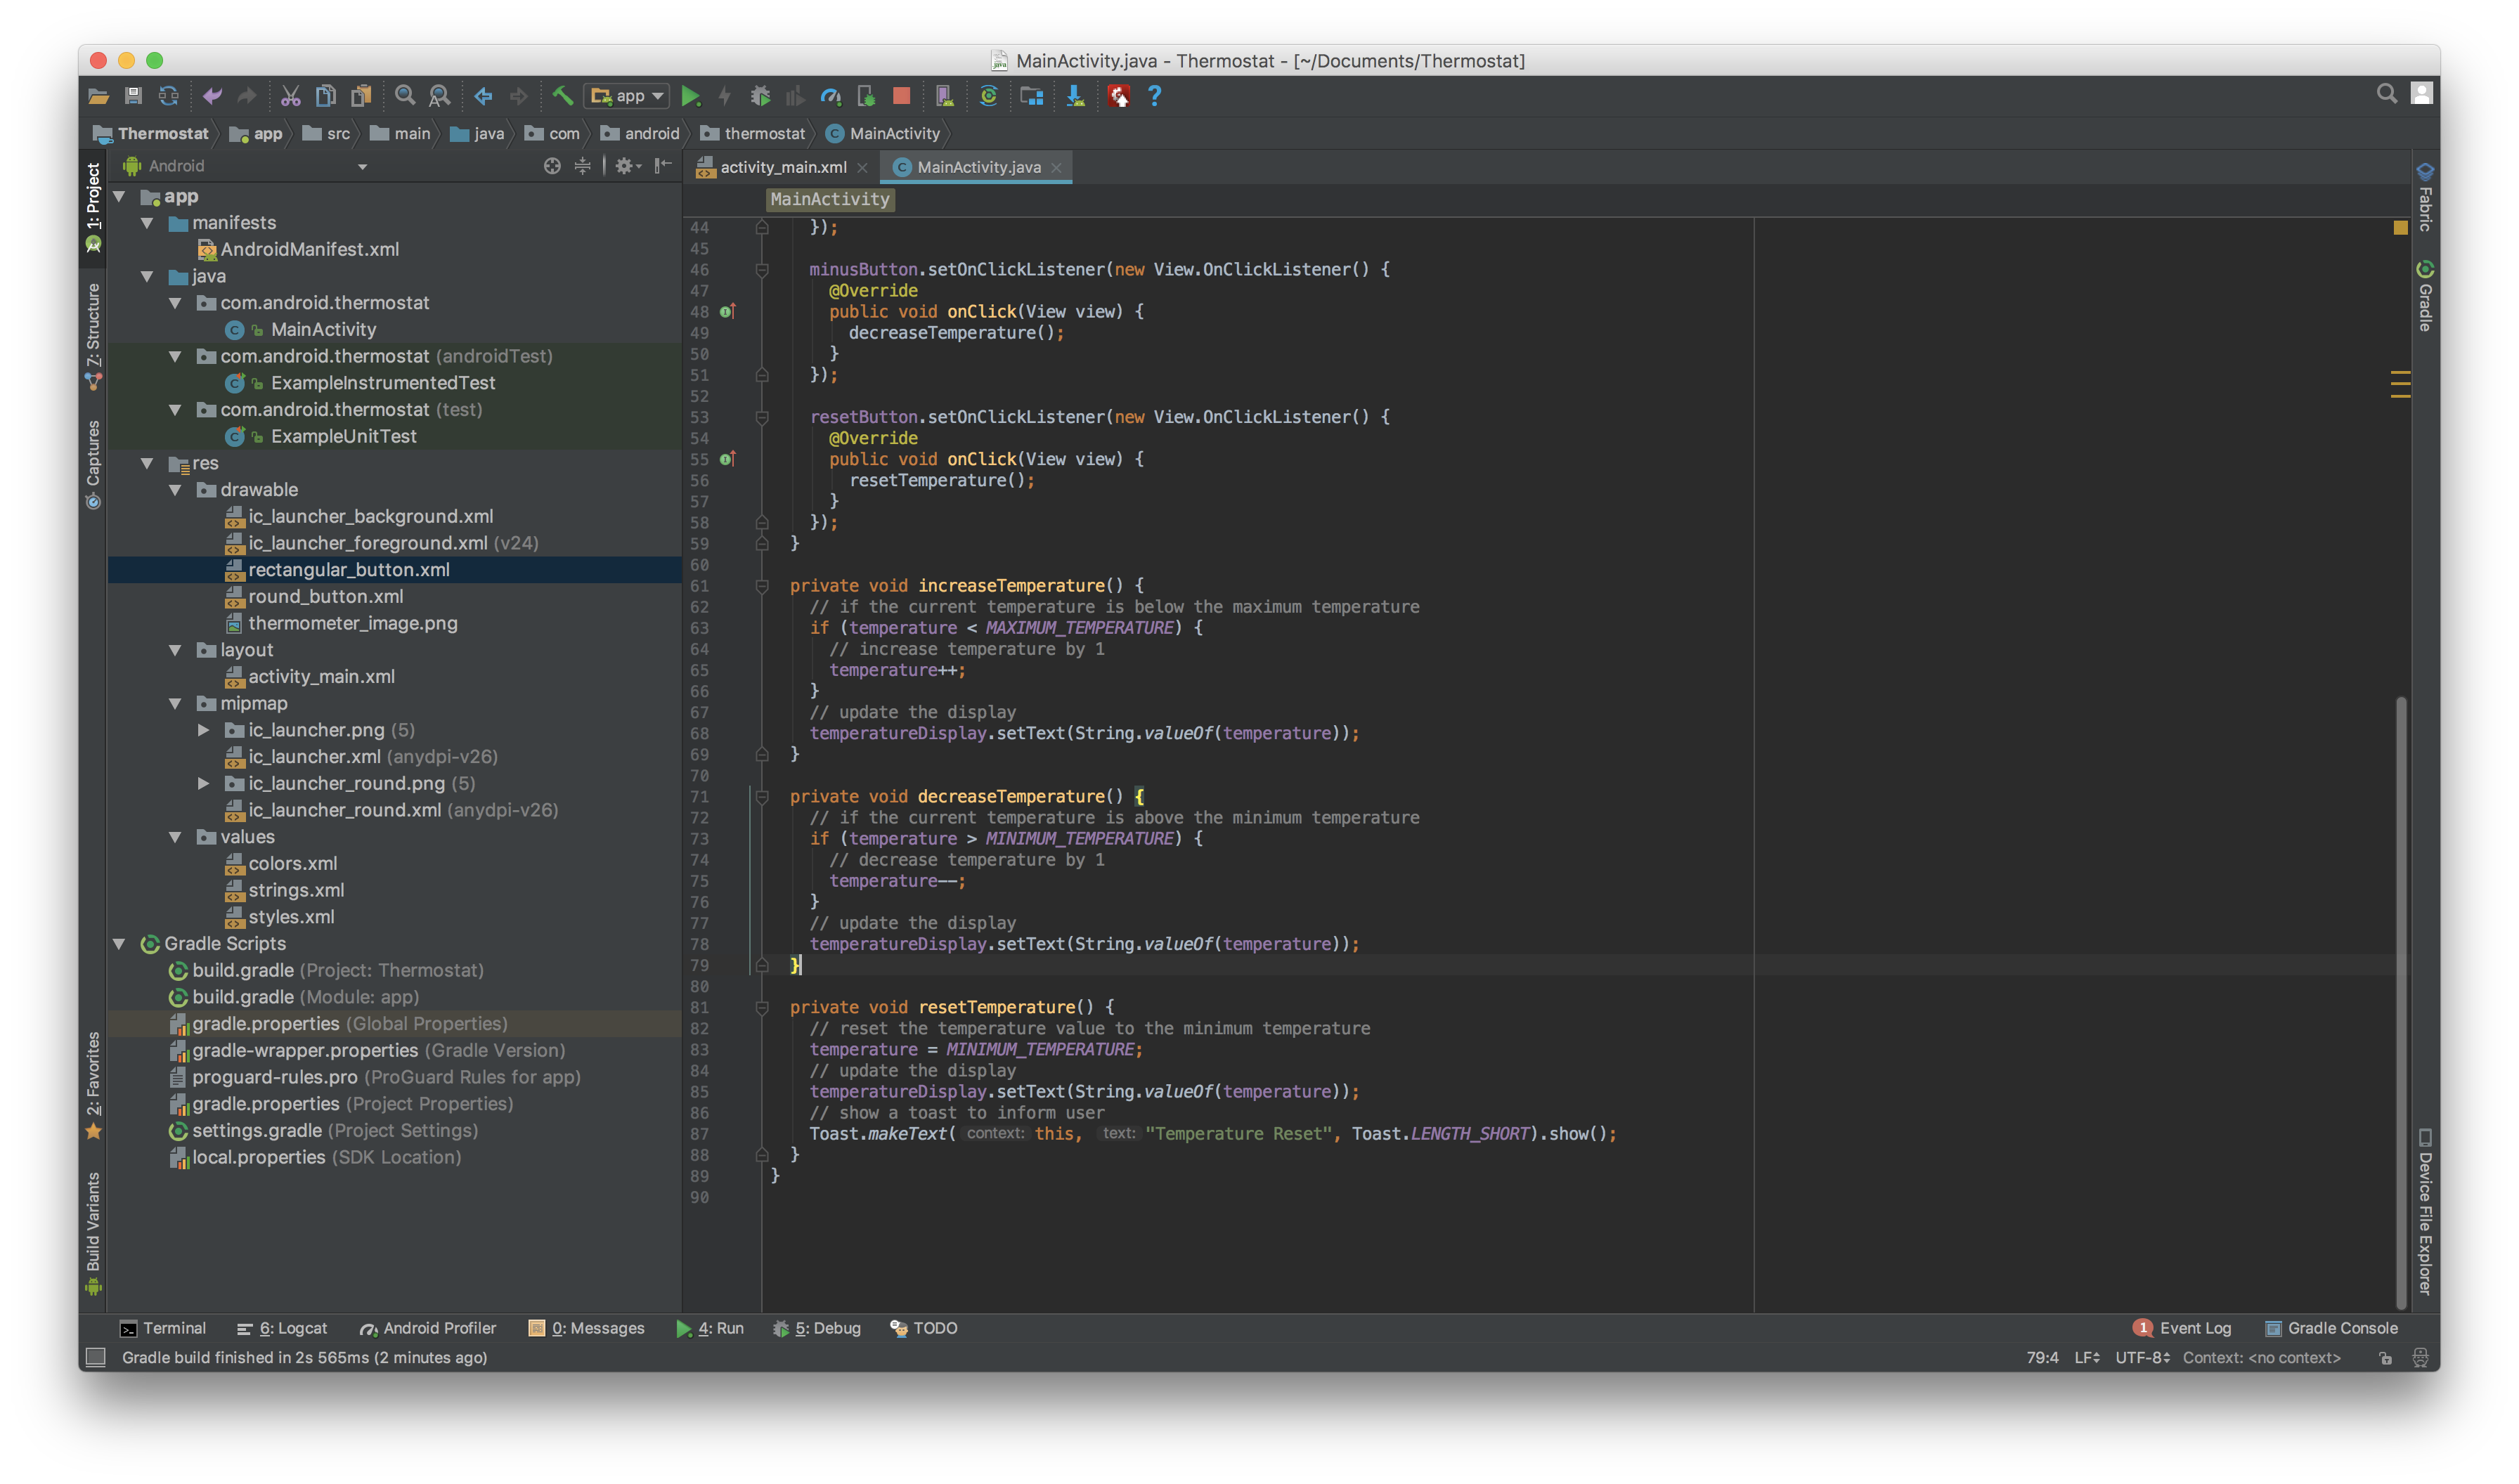 MainActivity.java - Thermostat - [~/Documents/Thermostat]
app
Thermostat app src main java com android thermostat MainActivity
1: Project
Z: Structure
Captures
2: Favorites
Build Variants
Android
app
manifests
AndroidManifest.xml
java
com.android.thermostat
MainActivity
com.android.thermostat (androidTest)
ExampleInstrumentedTest
com.android.thermostat (test)
ExampleUnitTest
res
drawable
ic_launcher_background.xml
ic_launcher_foreground.xml (v24)
rectangular_button.xml
round_button.xml
thermometer_image.png
layout
activity_main.xml
mipmap
ic_launcher.png (5)
ic_launcher.xml (anydpi-v26)
ic_launcher_round.png (5)
ic_launcher_round.xml (anydpi-v26)
values
colors.xml
strings.xml
styles.xml
Gradle Scripts
build.gradle (Project: Thermostat)
build.gradle (Module: app)
gradle.properties (Global Properties)
gradle-wrapper.properties (Gradle Version)
proguard-rules.pro (ProGuard Rules for app)
gradle.properties (Project Properties)
settings.gradle (Project Settings)
local.properties (SDK Location)
activity_main.xml MainActivity.java
MainActivity
44 });
45
46 minusButton.setOnClickListener(new View.OnClickListener() {
47 @Override
48 public void onClick(View view) {
49 decreaseTemperature();
50 }
51 });
52
53 resetButton.setOnClickListener(new View.OnClickListener() {
54 @Override
55 public void onClick(View view) {
56 resetTemperature();
57 }
58 });
59 }
60
61 private void increaseTemperature() {
62 // if the current temperature is below the maximum temperature
63 if (temperature < MAXIMUM_TEMPERATURE) {
64 // increase temperature by 1
65 temperature++;
66 }
67 // update the display
68 temperatureDisplay.setText(String.valueOf(temperature));
69 }
70
71 private void decreaseTemperature() {
72 // if the current temperature is above the minimum temperature
73 if (temperature > MINIMUM_TEMPERATURE) {
74 // decrease temperature by 1
75 temperature--;
76 }
77 // update the display
78 temperatureDisplay.setText(String.valueOf(temperature));
79 }
80
81 private void resetTemperature() {
82 // reset the temperature value to the minimum temperature
83 temperature = MINIMUM_TEMPERATURE;
84 // update the display
85 temperatureDisplay.setText(String.valueOf(temperature));
86 // show a toast to inform user
87 Toast.makeText( context: this, text: "Temperature Reset", Toast.LENGTH_SHORT).show();
88 }
89 }
90
Fabric
Gradle
Device File Explorer
Terminal 6: Logcat Android Profiler 0: Messages 4: Run 5: Debug TODO 1 Event Log Gradle Console
Gradle build finished in 2s 565ms (2 minutes ago) 79:4 LF UTF-8 Context: <no context>